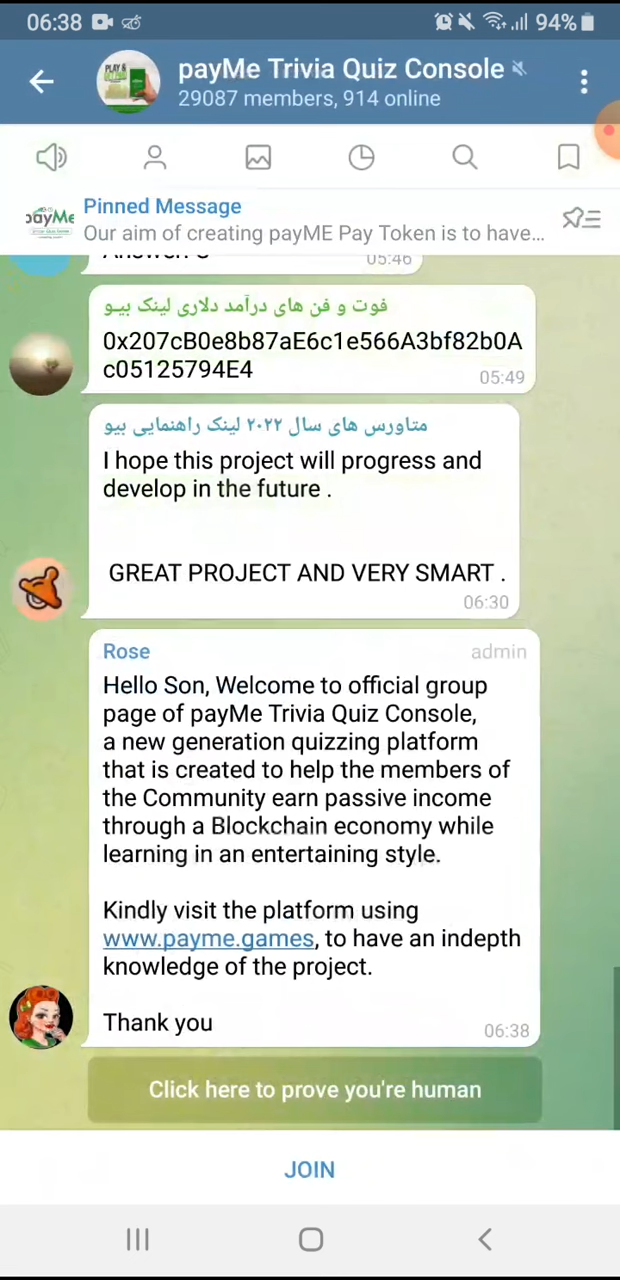 06:38
94%
payMe Trivia Quiz Console
29087 members, 914 online
PLAY &
payMe
Pinned Message
Our aim of creating payME Pay Token is to have...
05:46
فوت و فن های درآمد دلاری لینک بیـو
0x207cB0e8b87aE6c1e566A3bf82b0A
c05125794E4
05:49
متاورس های سال ۲۰۲۲ لینک راهنمایی بیو
I hope this project will progress and
develop in the future .
GREAT PROJECT AND VERY SMART .
06:30
Rose
admin
Hello Son, Welcome to official group
page of payMe Trivia Quiz Console,
a new generation quizzing platform
that is created to help the members of
the Community earn passive income
through a Blockchain economy while
learning in an entertaining style.
Kindly visit the platform using
www.payme.games, to have an indepth
knowledge of the project.
Thank you
06:38
Click here to prove you're human
JOIN